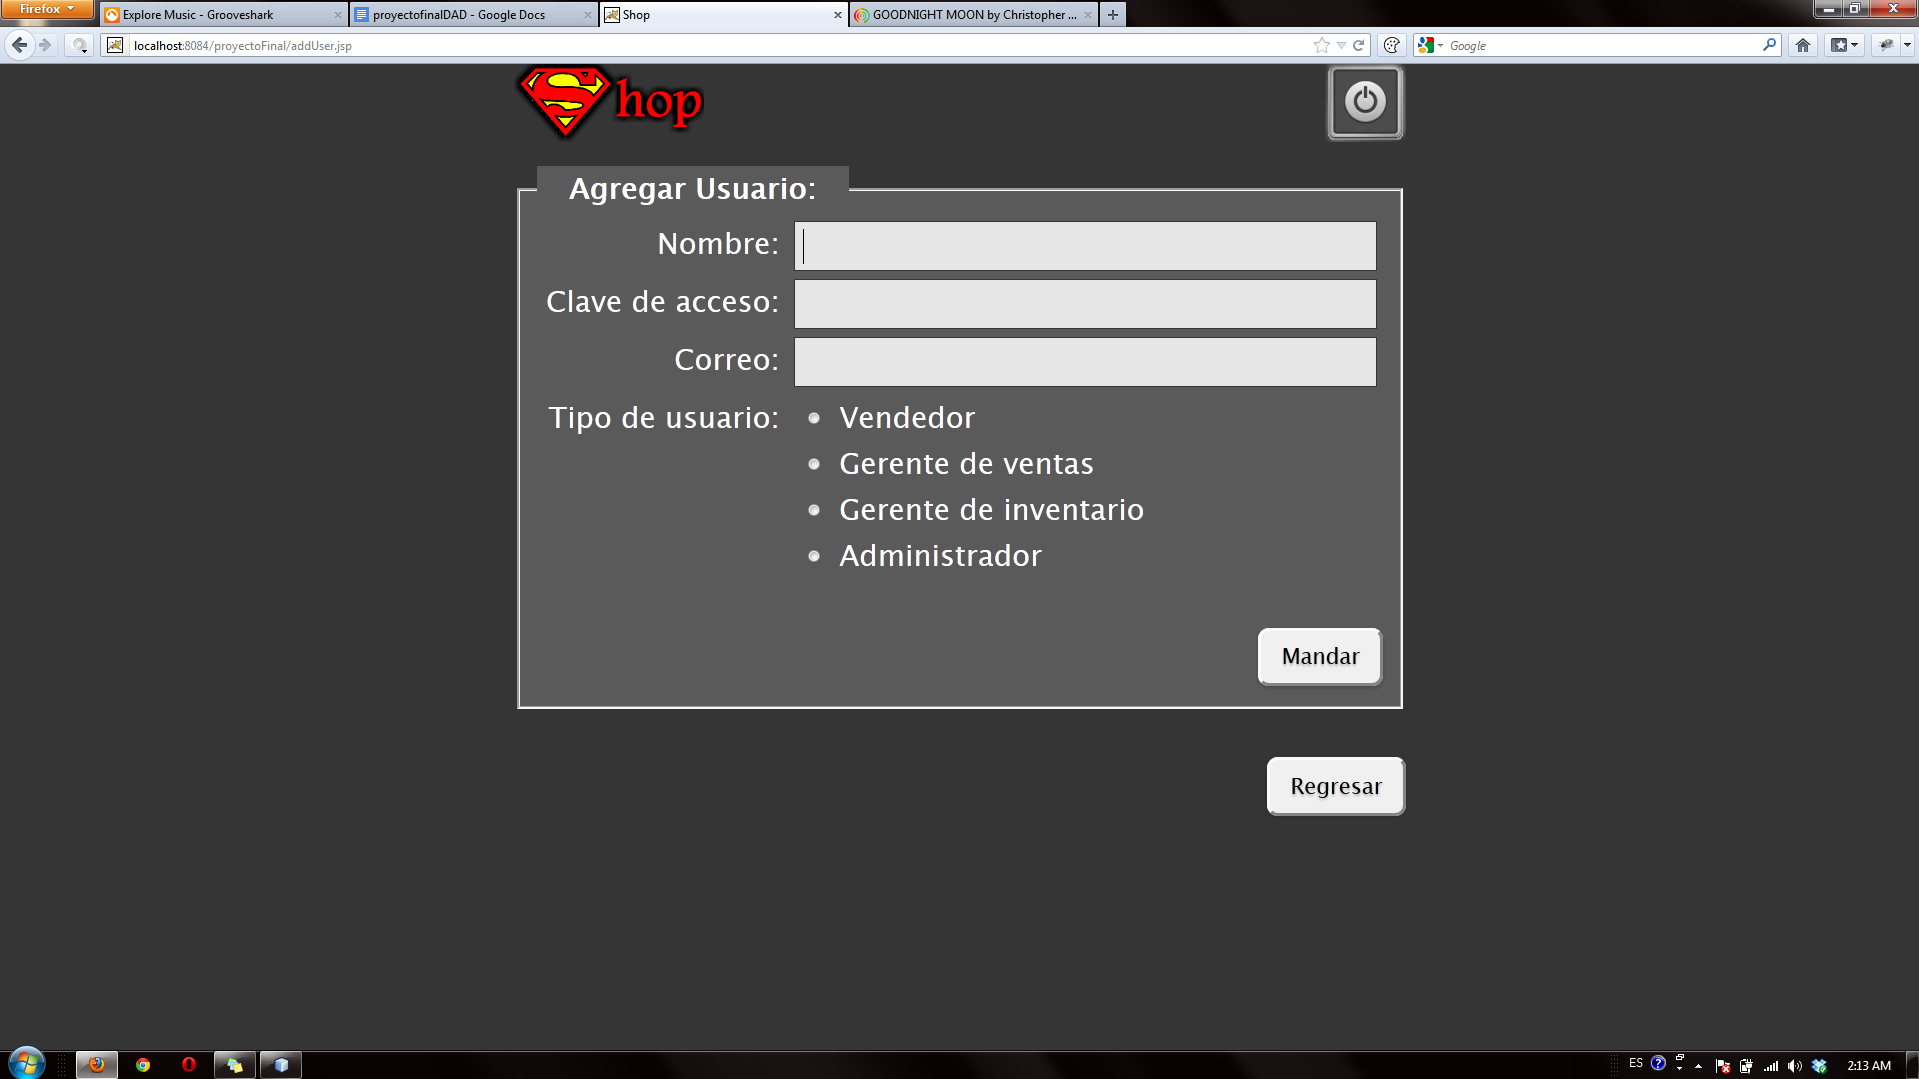 Firefox
Explore Music - Grooveshark
proyectofinalDAD - Google Docs
Shop
GOODNIGHT MOON by Christopher ...
localhost:8084/proyectoFinal/addUser.jsp
Google
Shop
Agregar Usuario:
Nombre:
Clave de acceso:
Correo:
Tipo de usuario:
Vendedor
Gerente de ventas
Gerente de inventario
Administrador
Mandar
Regresar
ES
2:13 AM